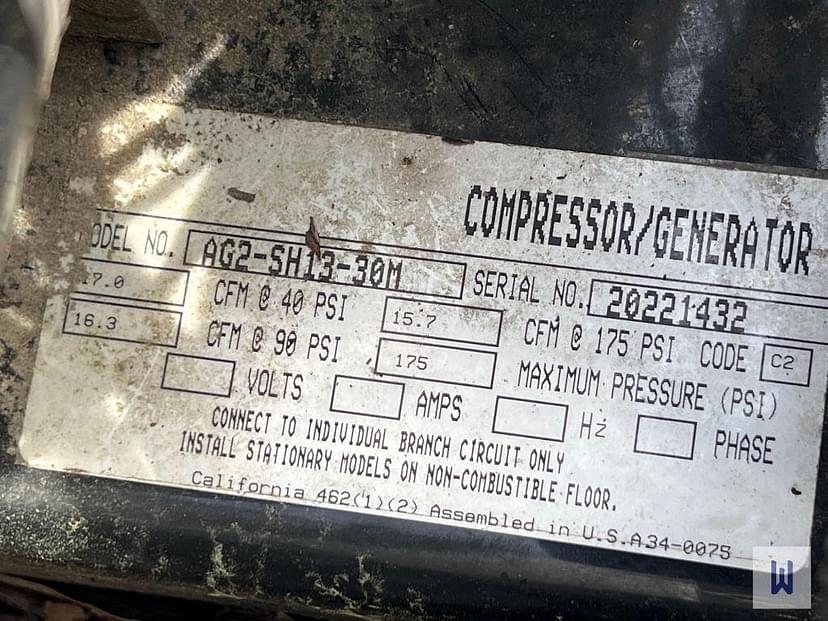 COMPRESSOR/GENERATOR
ODEL NO. AG2-SH13-30M SERIAL NO. 20221432
7.0 CFM @ 40 PSI 15.7 CFM @ 175 PSI CODE C2
16.3 CFM @ 90 PSI 175 MAXIMUM PRESSURE (PSI)
VOLTS AMPS Hz PHASE
CONNECT TO INDIVIDUAL BRANCH CIRCUIT ONLY
INSTALL STATIONARY MODELS ON NON-COMBUSTIBLE FLOOR.
California 462(1)(2) Assembled in U.S.A34-0075
W